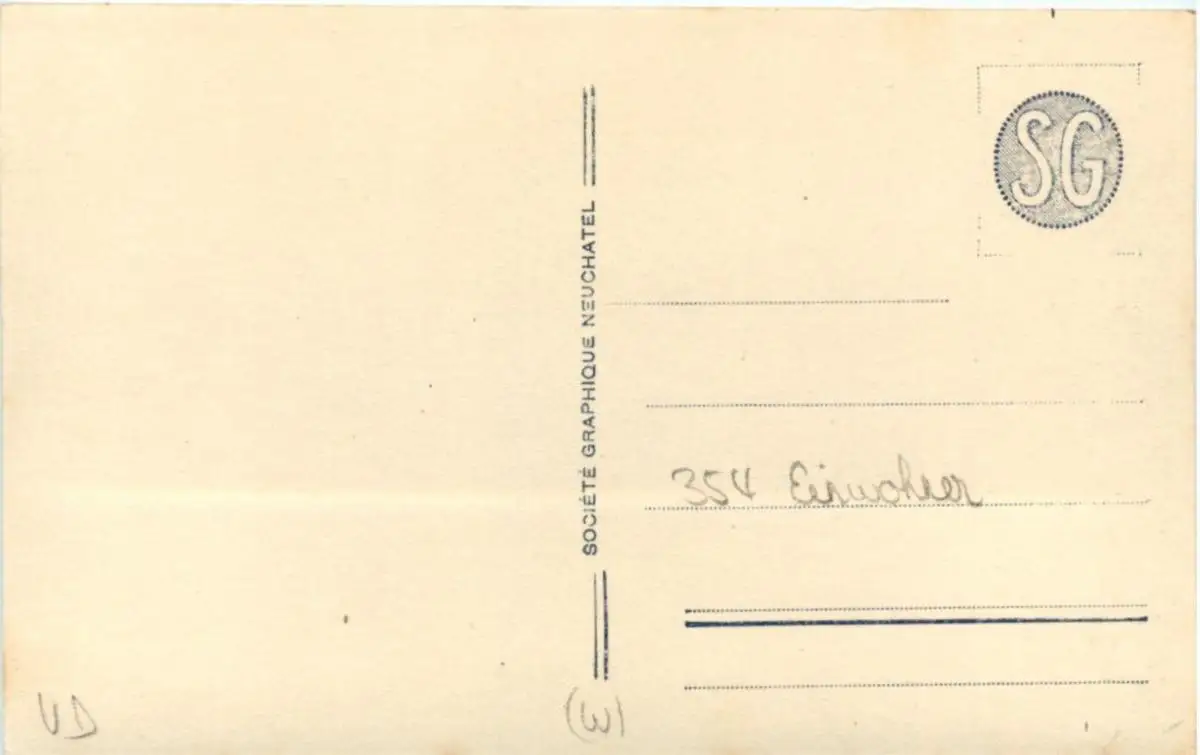 SG
SOCIÉTÉ GRAPHIQUE NEUCHATEL
354 Einwohner
VD
(W)